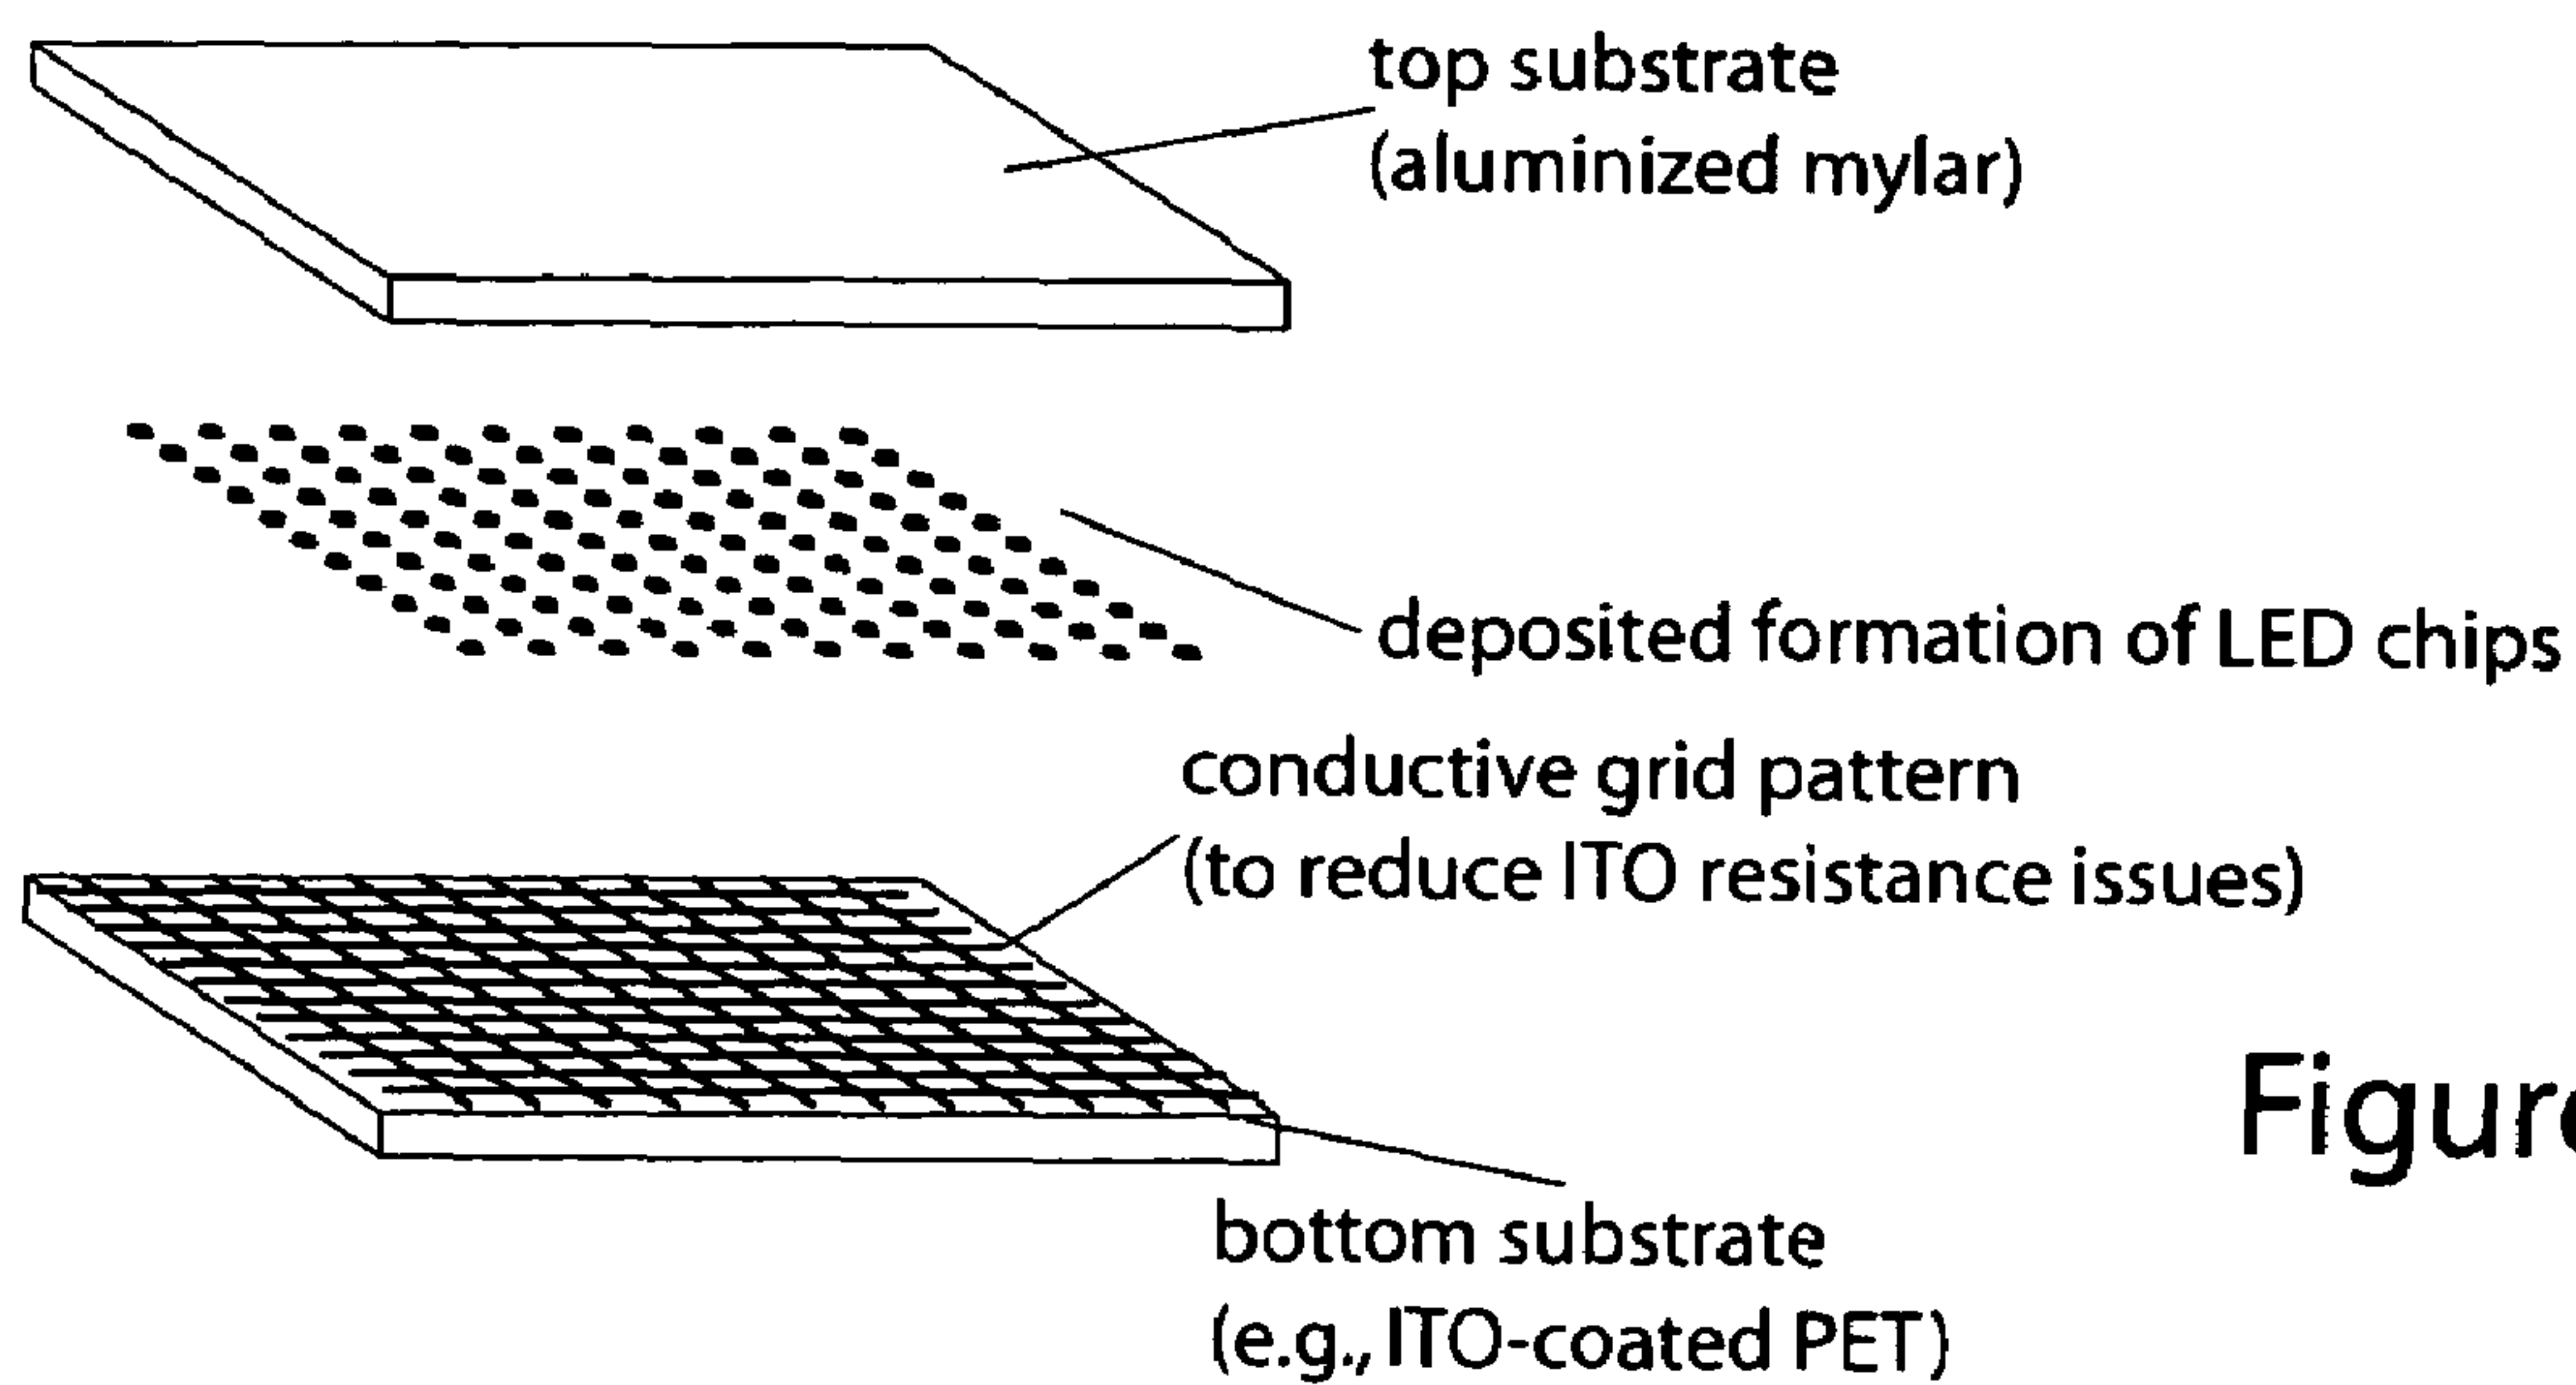 top substrate
(aluminized mylar)
deposited formation of LED chips
conductive grid pattern
(to reduce ITO resistance issues)
bottom substrate
(e.g., ITO-coated PET)